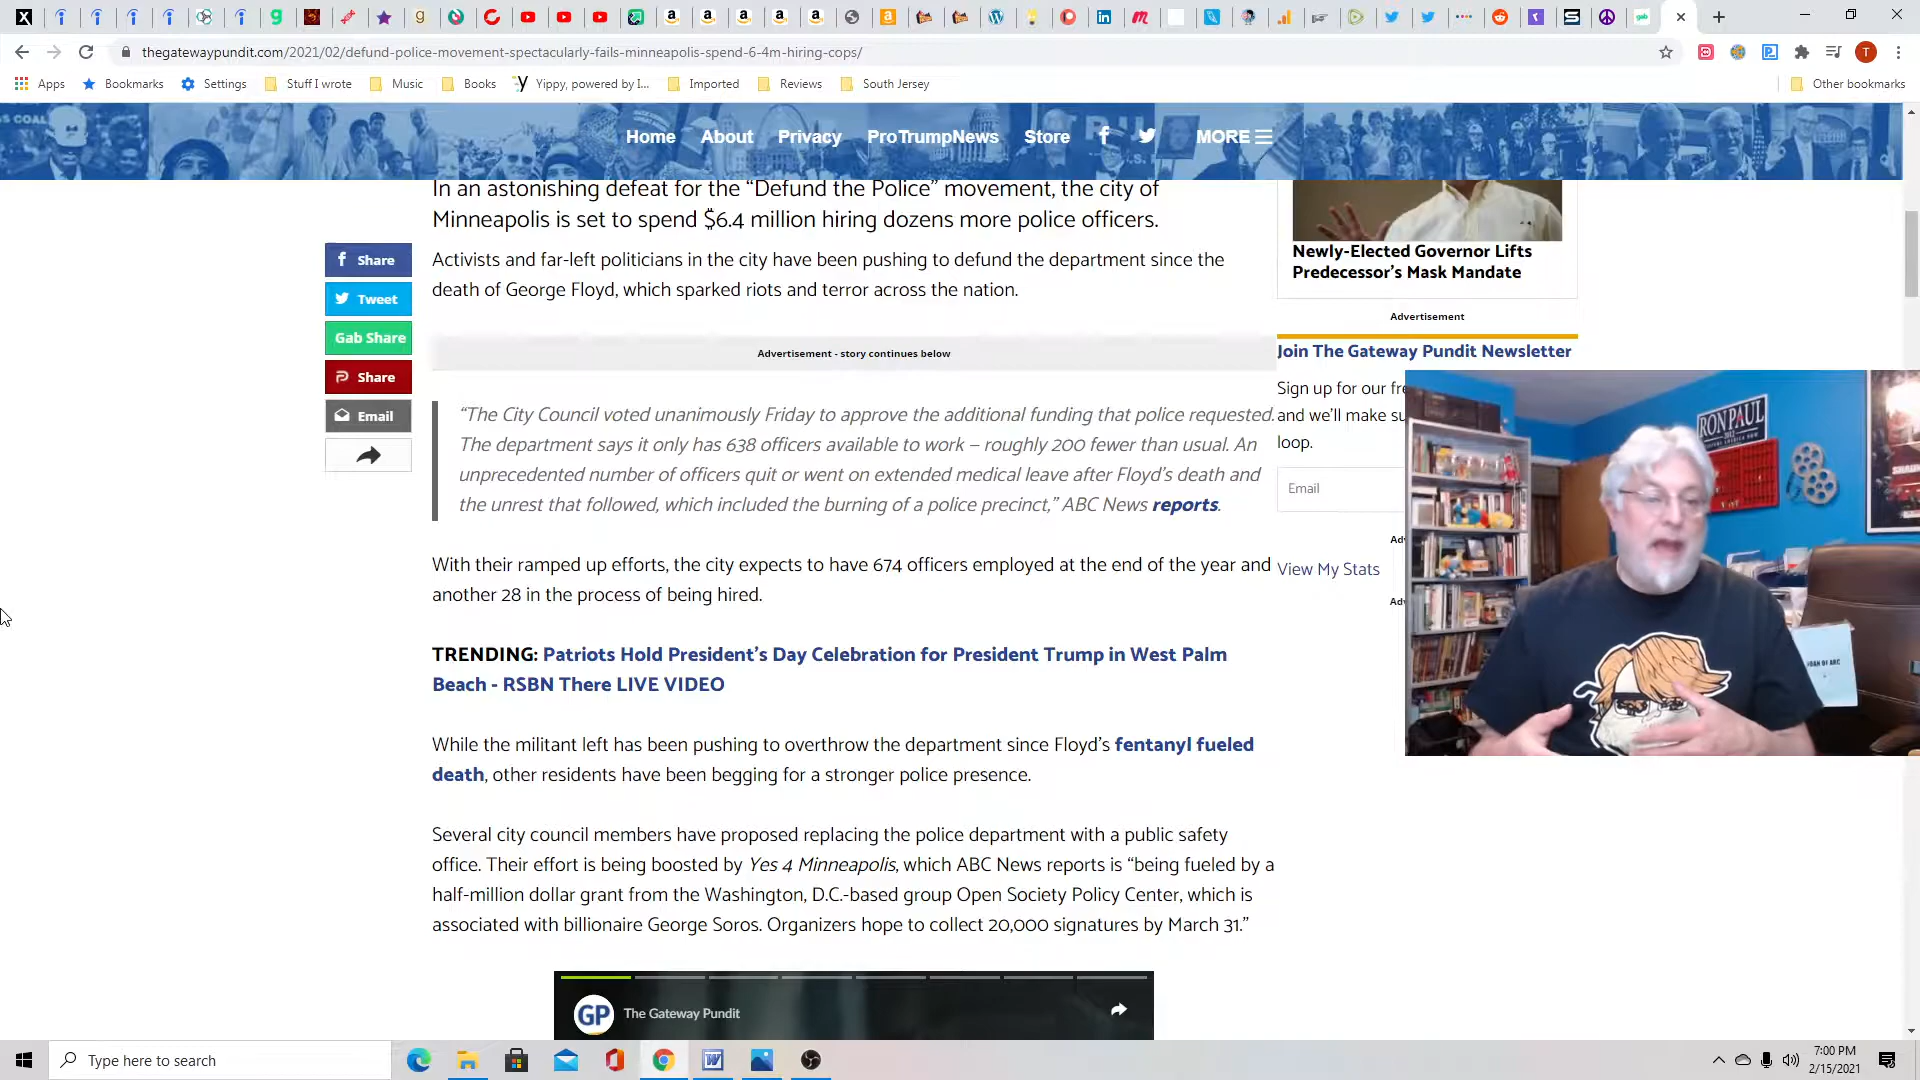 thegatewaypundit.com/2021/02/defund-police-movement-spectacularly-fails-minneapolis-spend-6-4m-hiring-cops/
Apps Bookmarks Settings Stuff I wrote Music Books Yippy, powered by I... Imported Reviews South Jersey Other bookmarks
Home About Privacy ProTrumpNews Store MORE
In an astonishing defeat for the “Defund the Police” movement, the city of
Minneapolis is set to spend $6.4 million hiring dozens more police officers.
Newly-Elected Governor Lifts
Predecessor's Mask Mandate
Share
Tweet
Gab Share
Share
Email
Activists and far-left politicians in the city have been pushing to defund the department since the
death of George Floyd, which sparked riots and terror across the nation.
Advertisement
Advertisement - story continues below
Join The Gateway Pundit Newsletter
Sign up for our fre
and we'll make su
loop.
Email
View My Stats
“The City Council voted unanimously Friday to approve the additional funding that police requested.
The department says it only has 638 officers available to work – roughly 200 fewer than usual. An
unprecedented number of officers quit or went on extended medical leave after Floyd's death and
the unrest that followed, which included the burning of a police precinct,” ABC News reports.
With their ramped up efforts, the city expects to have 674 officers employed at the end of the year and
another 28 in the process of being hired.
TRENDING: Patriots Hold President's Day Celebration for President Trump in West Palm
Beach - RSBN There LIVE VIDEO
While the militant left has been pushing to overthrow the department since Floyd's fentanyl fueled
death, other residents have been begging for a stronger police presence.
Several city council members have proposed replacing the police department with a public safety
office. Their effort is being boosted by Yes 4 Minneapolis, which ABC News reports is “being fueled by a
half-million dollar grant from the Washington, D.C.-based group Open Society Policy Center, which is
associated with billionaire George Soros. Organizers hope to collect 20,000 signatures by March 31.”
RON PAUL
GP The Gateway Pundit
Type here to search
7:00 PM
2/15/2021